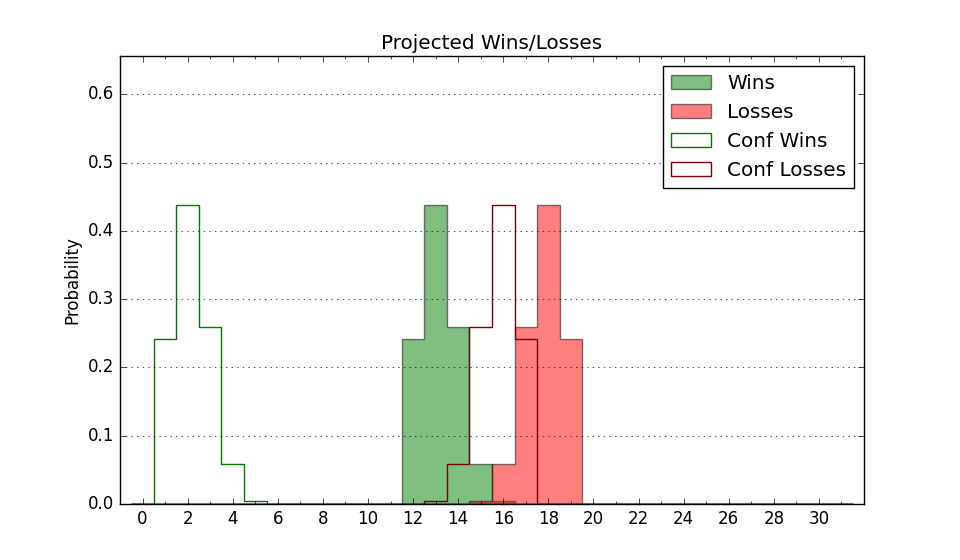 Projected Wins/Losses
Wins
Losses
Conf Wins
Conf Losses
Probability
0.6
0.5
0.4
0.3
0.2
0.1
0.0
0 2 4 6 8 10 12 14 16 18 20 22 24 26 28 30